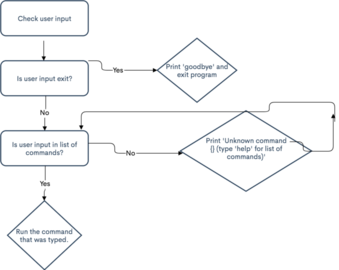 Check user input
Is user input exit?
Yes
Print 'goodbye' and
exit program
No
Is user input in list of
commands?
No
Print 'Unknown command
{} (type 'help' for list of
commands)'
Yes
Run the command
that was typed.